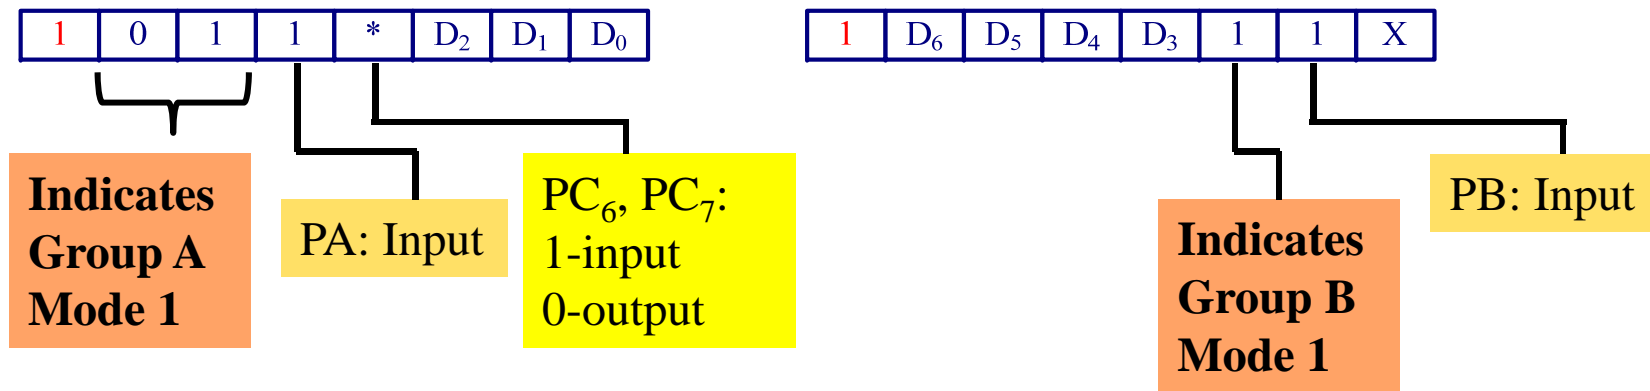 1 0 1 1 * D₂ D₁ D₀
1 D₆ D₅ D₄ D₃ 1 1 X
Indicates
Group A
Mode 1
PA: Input
PC₆, PC₇:
1-input
0-output
Indicates
Group B
Mode 1
PB: Input